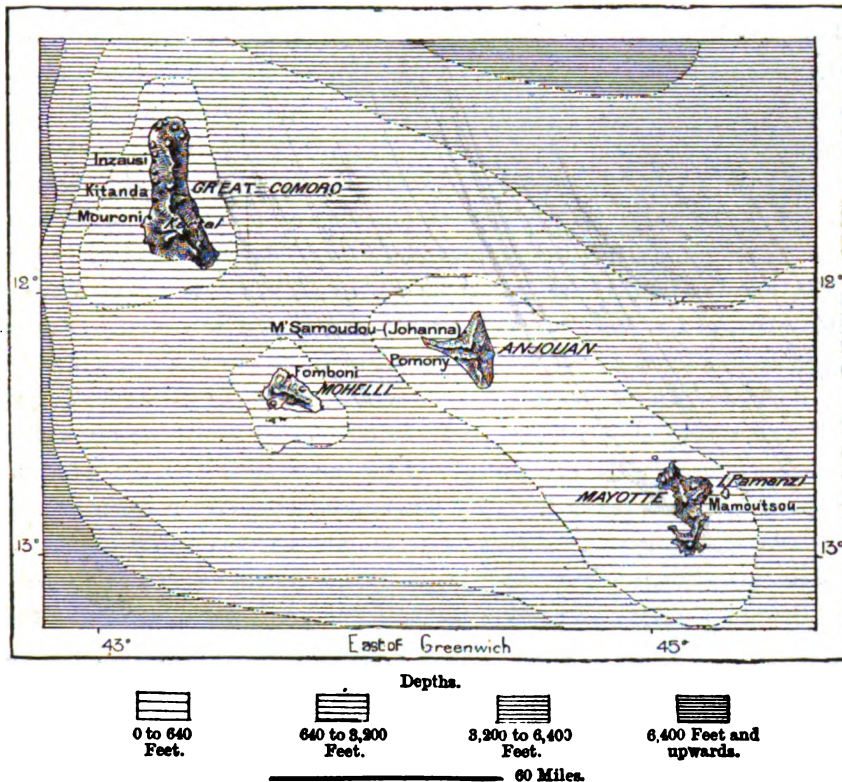 Inzausi
Kitanda
GREAT COMORO
Mouroni
Kartal
12°
12°
M'Samoudou (Johanna)
ANJOUAN
Pomony
Fomboni
MOHELLI
I. Pamanzi
MAYOTTE
Mamoutsou
13°
13°
43°
East of Greenwich
45°
Depths.
0 to 640
Feet.
640 to 3,200
Feet.
3,200 to 6,400
Feet.
6,400 Feet and
upwards.
60 Miles.